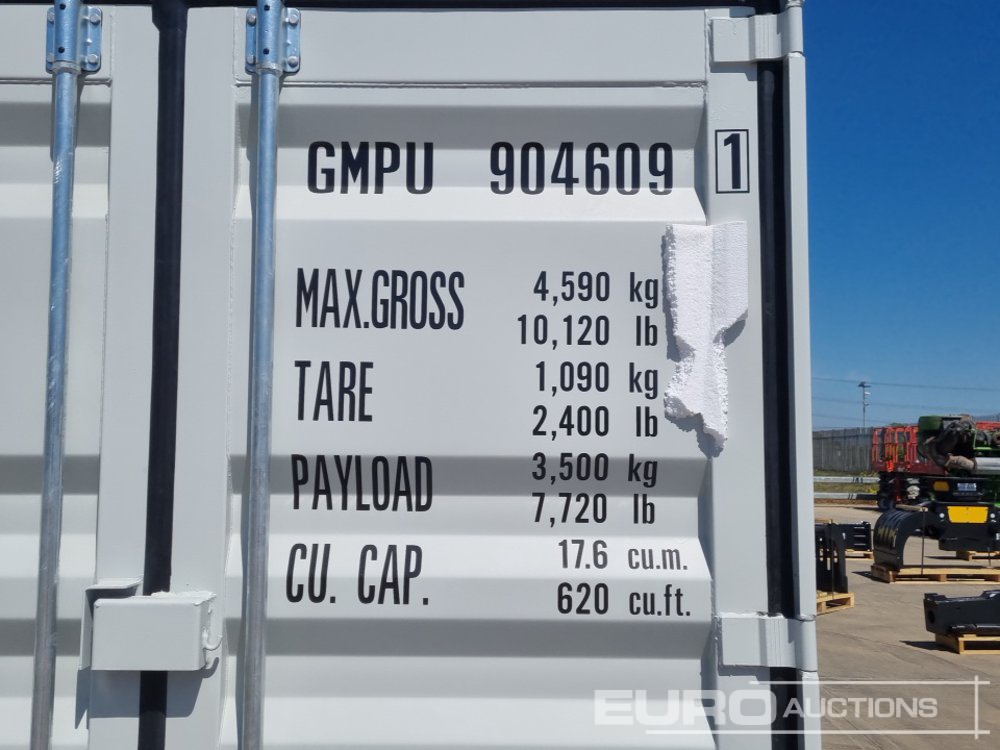 GMPU 904609 1
MAX.GROSS 4,590 kg
10,120 lb
TARE 1,090 kg
2,400 lb
PAYLOAD 3,500 kg
7,720 lb
CU. CAP. 17.6 cu.m.
620 cu.ft.
EURO AUCTIONS